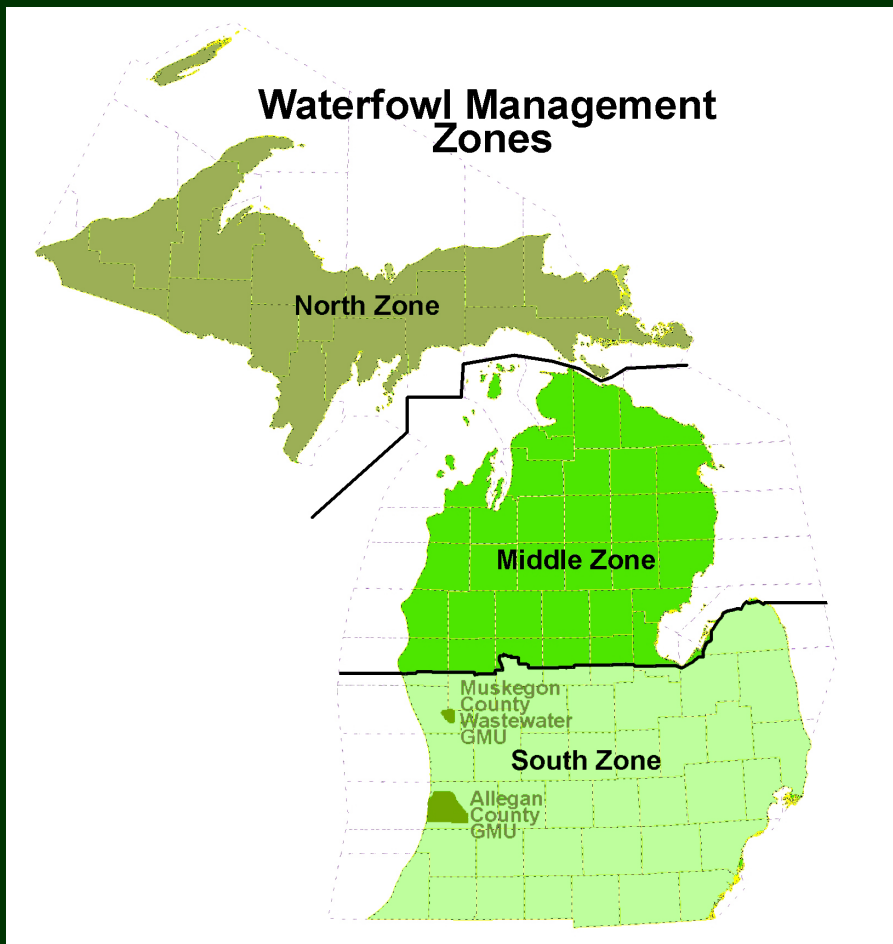 Waterfowl Management
Zones
North Zone
Middle Zone
Muskegon
County
Wastewater
GMU
South Zone
Allegan
County
GMU